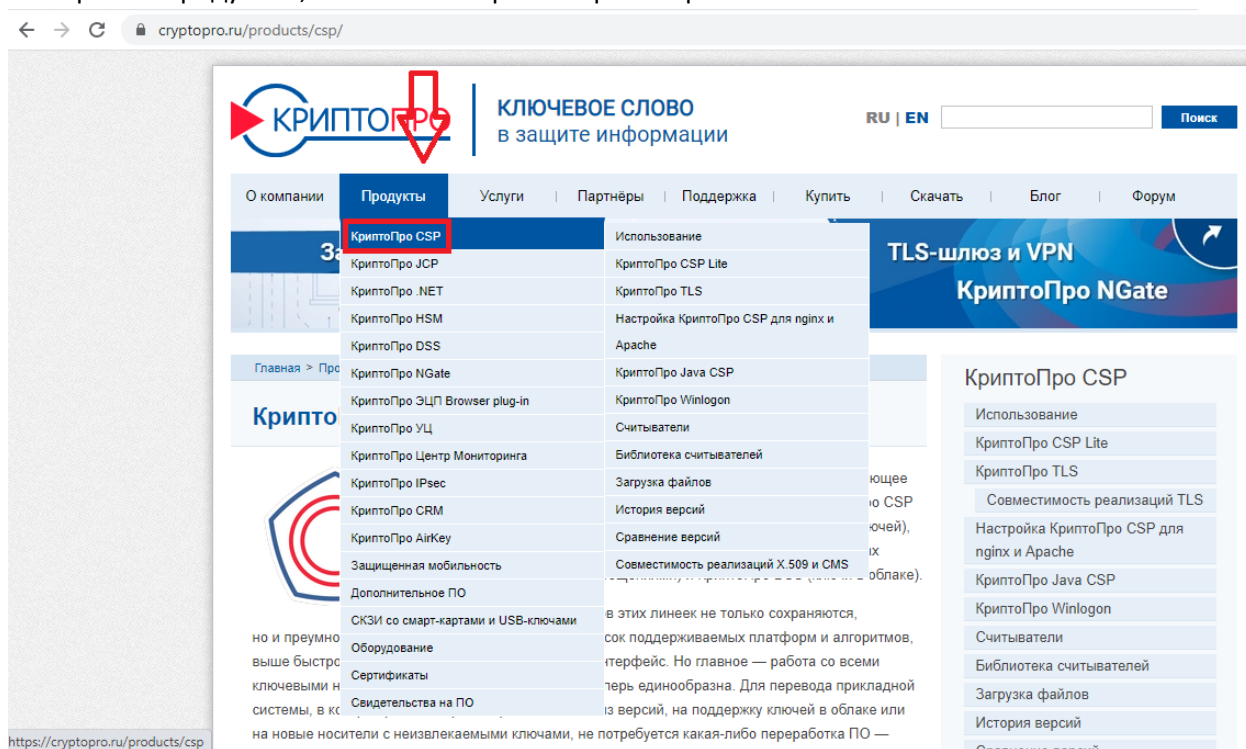 cryptopro.ru/products/csp/
КРИПТОПРО
КЛЮЧЕВОЕ СЛОВО
в защите информации
RU | EN
Поиск
О компании
Продукты
Услуги
Партнёры
Поддержка
Купить
Скачать
Блог
Форум
TLS-шлюз и VPN
КриптоПро NGate
КриптоПро CSP
КриптоПро JCP
КриптоПро .NET
КриптоПро HSM
КриптоПро DSS
КриптоПро NGate
КриптоПро ЭЦП Browser plug-in
КриптоПро УЦ
КриптоПро Центр Мониторинга
КриптоПро IPsec
КриптоПро CRM
КриптоПро AirKey
Защищенная мобильность
Дополнительное ПО
СКЗИ со смарт-картами и USB-ключами
Оборудование
Сертификаты
Свидетельства на ПО
Использование
КриптоПро CSP Lite
КриптоПро TLS
Настройка КриптоПро CSP для nginx и
Apache
КриптоПро Java CSP
КриптоПро Winlogon
Считыватели
Библиотека считывателей
Загрузка файлов
История версий
Сравнение версий
Совместимость реализаций X.509 и CMS
Главная >
CSP
облаке).
этих линеек не только сохраняются,
но и
поддерживаемых платформ и алгоритмов,
выше
Но главное — работа со всеми
ключевыми
единообразна. Для перевода прикладной
системы, в
версий, на поддержку ключей в облаке или
на новые носители с неизвлекаемыми ключами, не потребуется какая-либо переработка ПО —
КриптоПро CSP
Использование
КриптоПро CSP Lite
КриптоПро TLS
Совместимость реализаций TLS
Настройка КриптоПро CSP для
nginx и Apache
КриптоПро Java CSP
КриптоПро Winlogon
Считыватели
Библиотека считывателей
Загрузка файлов
История версий
https://cryptopro.ru/products/csp